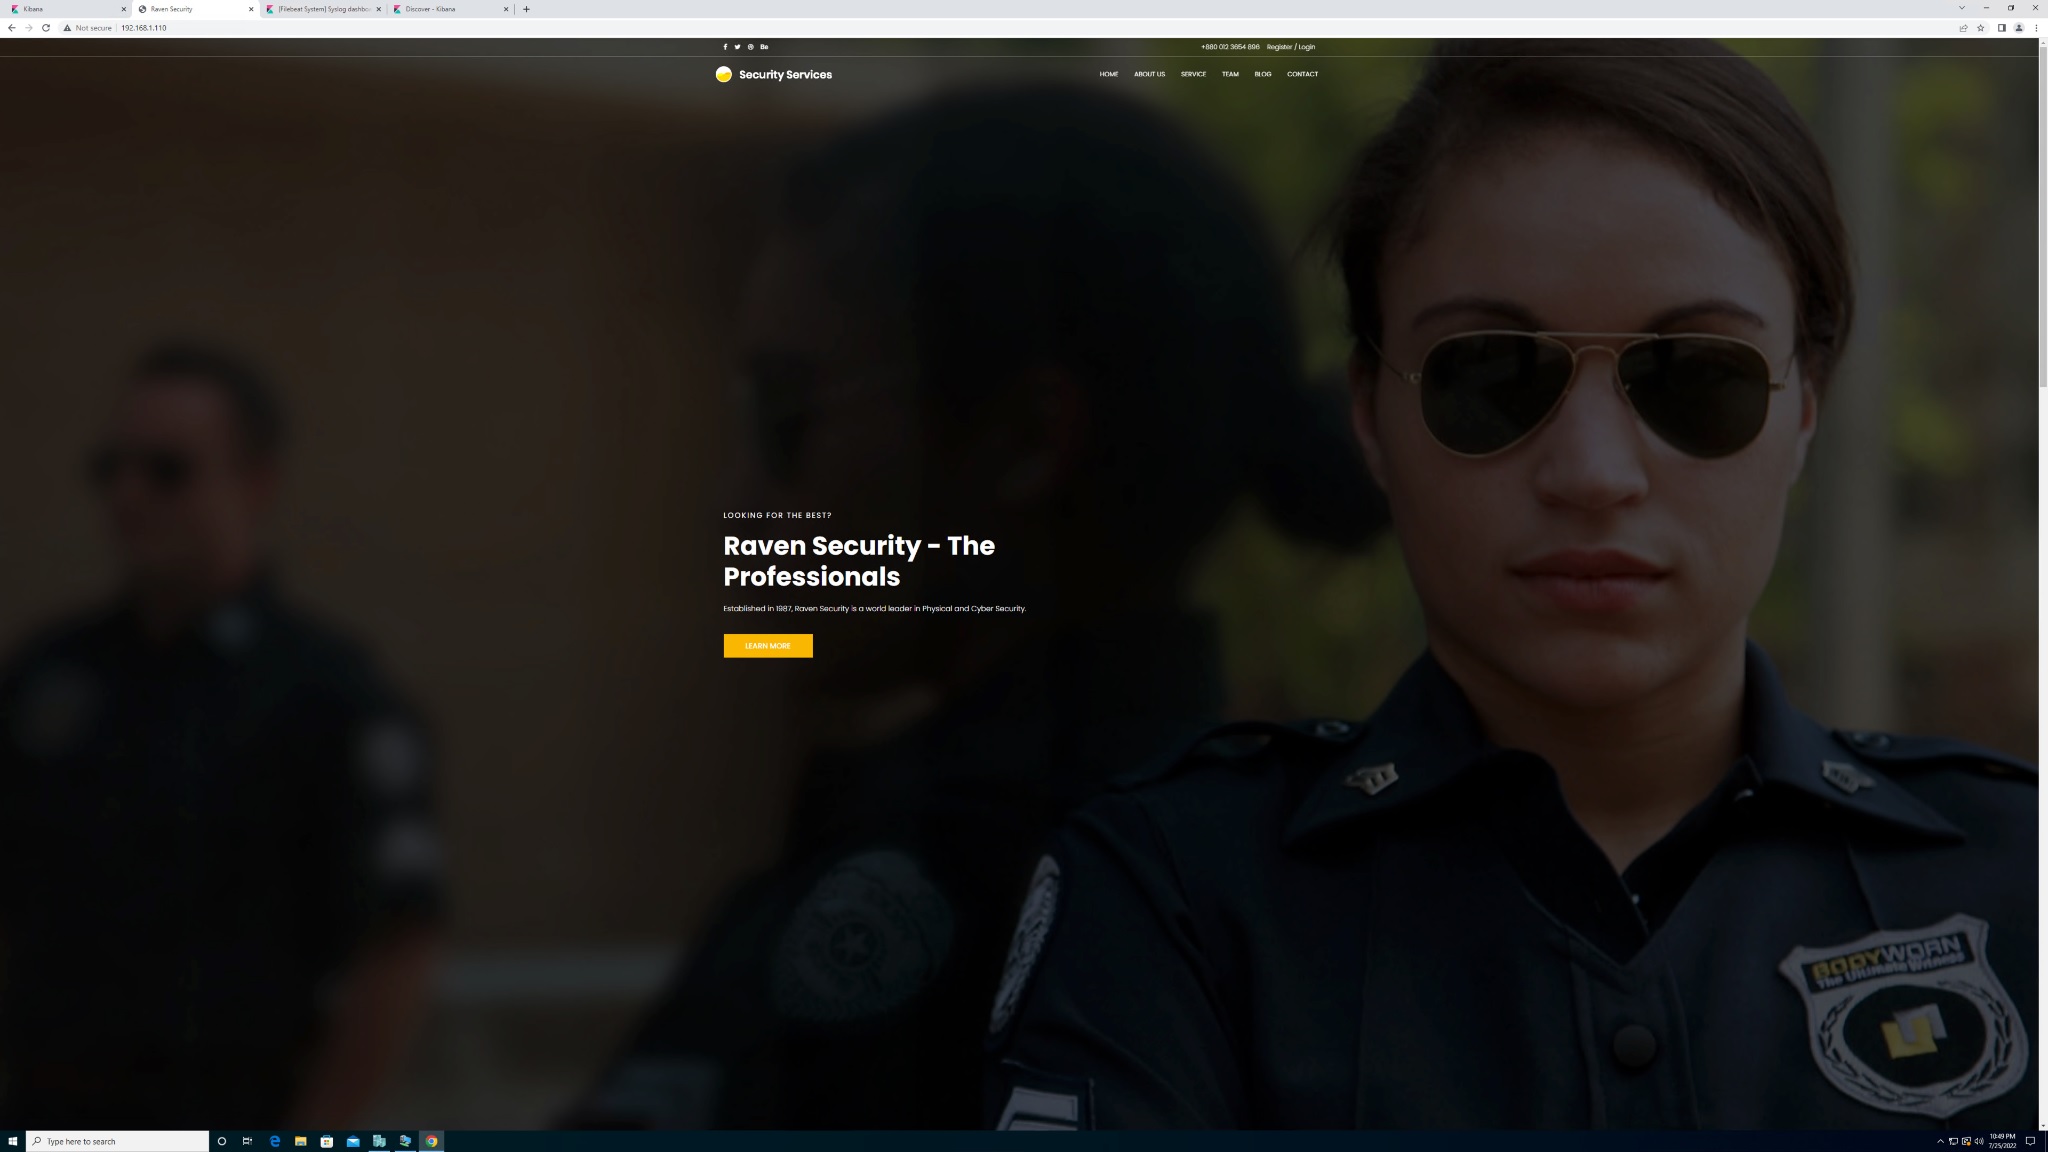 Kibana
Raven Security
[Filebeat System] Syslog dashbo
Discover - Kibana
Not secure
192.168.1.110
Be
+880 012 3654 896
Register / Login
Security Services
HOME
ABOUT US
SERVICE
TEAM
BLOG
CONTACT
LOOKING FOR THE BEST?
Raven Security - The
Professionals
Established in 1987, Raven Security is a world leader in Physical and Cyber Security.
LEARN MORE
BODYWORN
The Ultimate Witness
Type here to search
10:49 PM
7/25/2022